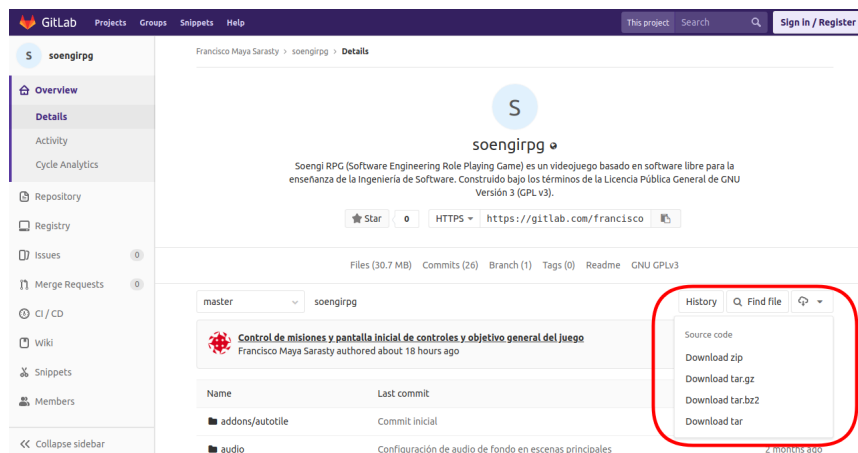 GitLab Projects Groups Snippets Help This project Search Sign in / Register
S soengirpg
Francisco Maya Sarasty > soengirpg > Details
Overview
Details
Activity
Cycle Analytics
Repository
Registry
Issues 0
Merge Requests 0
CI / CD
Wiki
Snippets
Members
<< Collapse sidebar
S
soengirpg
Soengi RPG (Software Engineering Role Playing Game) es un videojuego basado en software libre para la
enseñanza de la Ingeniería de Software. Construido bajo los términos de la Licencia Pública General de GNU
Versión 3 (GPL v3).
Star 0 HTTPS https://gitlab.com/francisco
Files (30.7 MB) Commits (26) Branch (1) Tags (0) Readme GNU GPLv3
master soengirpg History Find file
Control de misiones y pantalla inicial de controles y objetivo general del juego
Francisco Maya Sarasty authored about 18 hours ago
Source code
Download zip
Download tar.gz
Download tar.bz2
Download tar
Name Last commit
addons/autotile Commit inicial
audio Configuración de audio de fondo en escenas principales 2 months ago